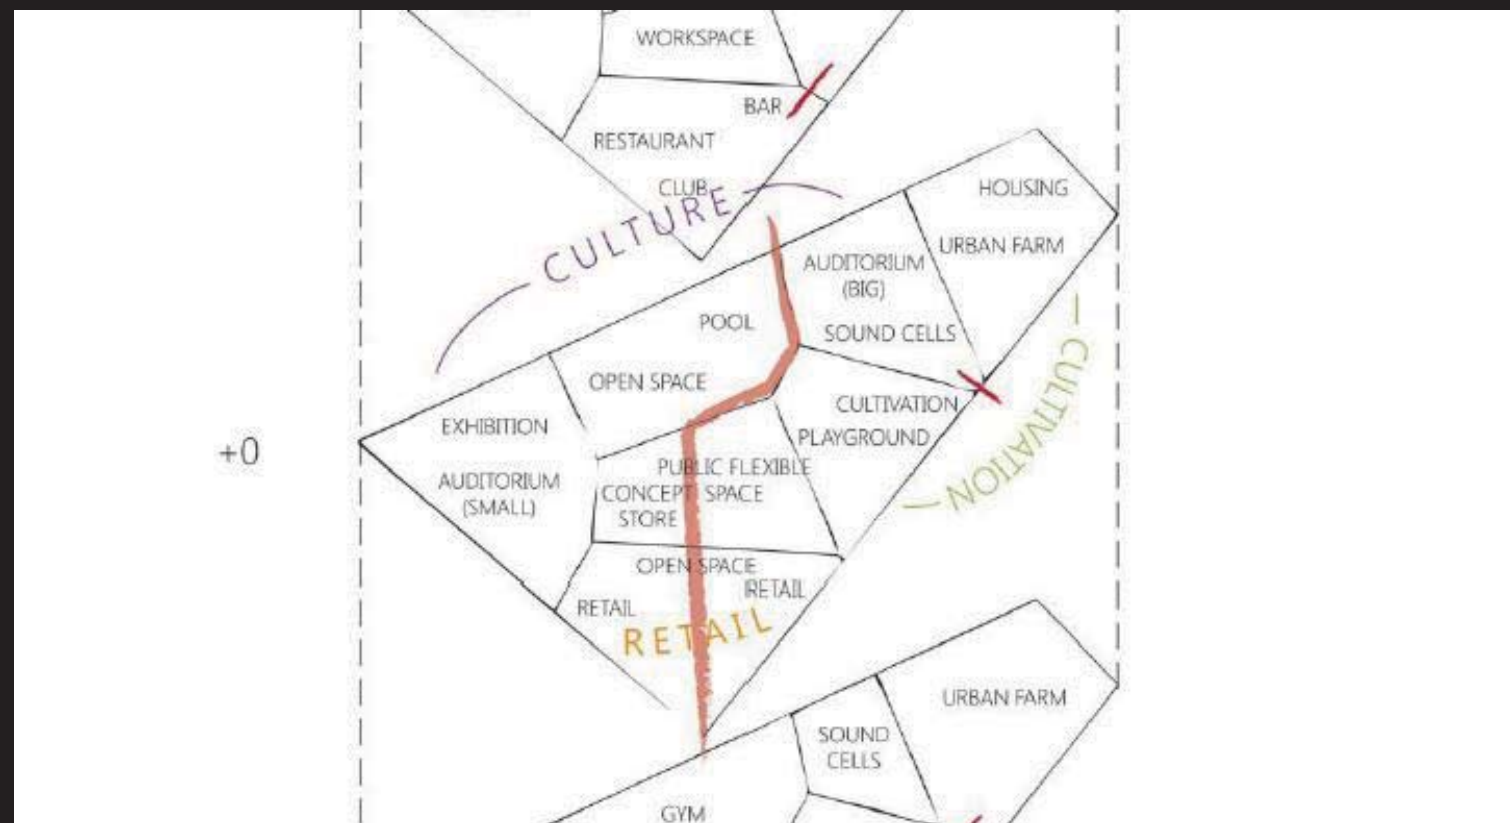 WORKSPACE
BAR
RESTAURANT
CLUB
CULTURE
HOUSING
URBAN FARM
AUDITORIUM
(BIG)
SOUND CELLS
POOL
OPEN SPACE
CULTIVATION
CULTIVATION
PLAYGROUND
EXHIBITION
+0
AUDITORIUM
(SMALL)
PUBLIC FLEXIBLE
SPACE
CONCEPT
STORE
OPEN SPACE
RETAIL
RETAIL
RETAIL
URBAN FARM
SOUND
CELLS
GYM